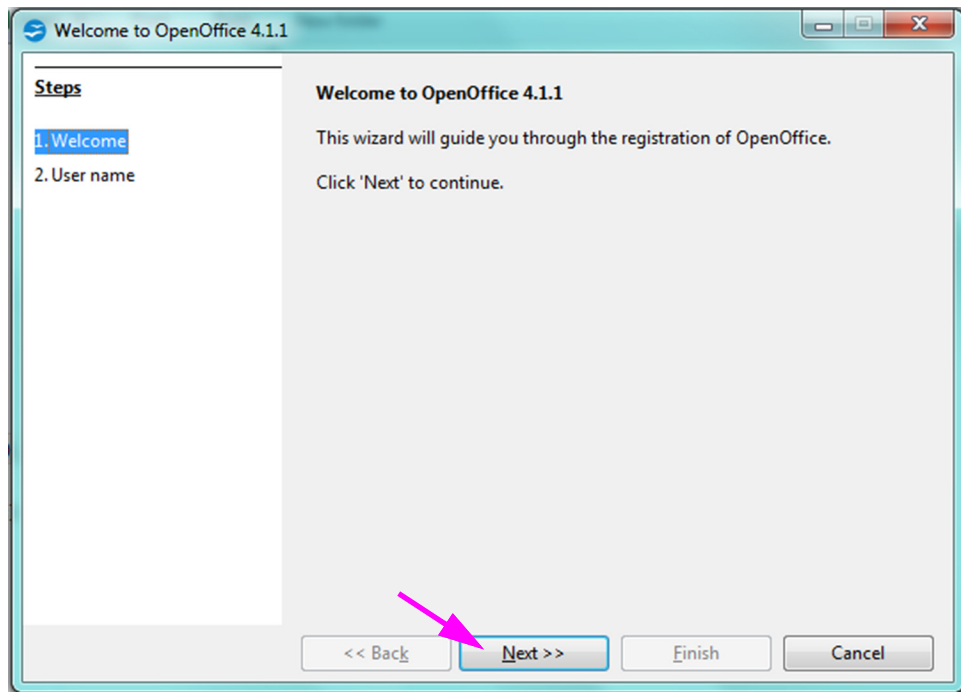 Welcome to OpenOffice 4.1.1
Steps
1. Welcome
2. User name
Welcome to OpenOffice 4.1.1
This wizard will guide you through the registration of OpenOffice.
Click 'Next' to continue.
<< Back
Next >>
Finish
Cancel